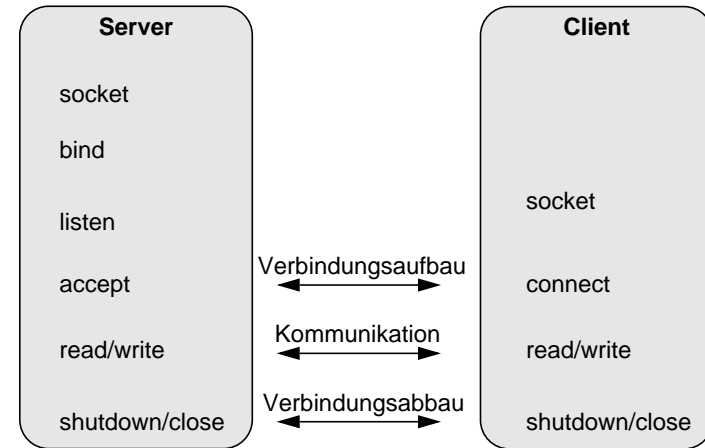 Server
socket
bind
listen
accept
read/write
shutdown/close
Verbindungsaufbau
Kommunikation
Verbindungsabbau
Client
socket
connect
read/write
shutdown/close